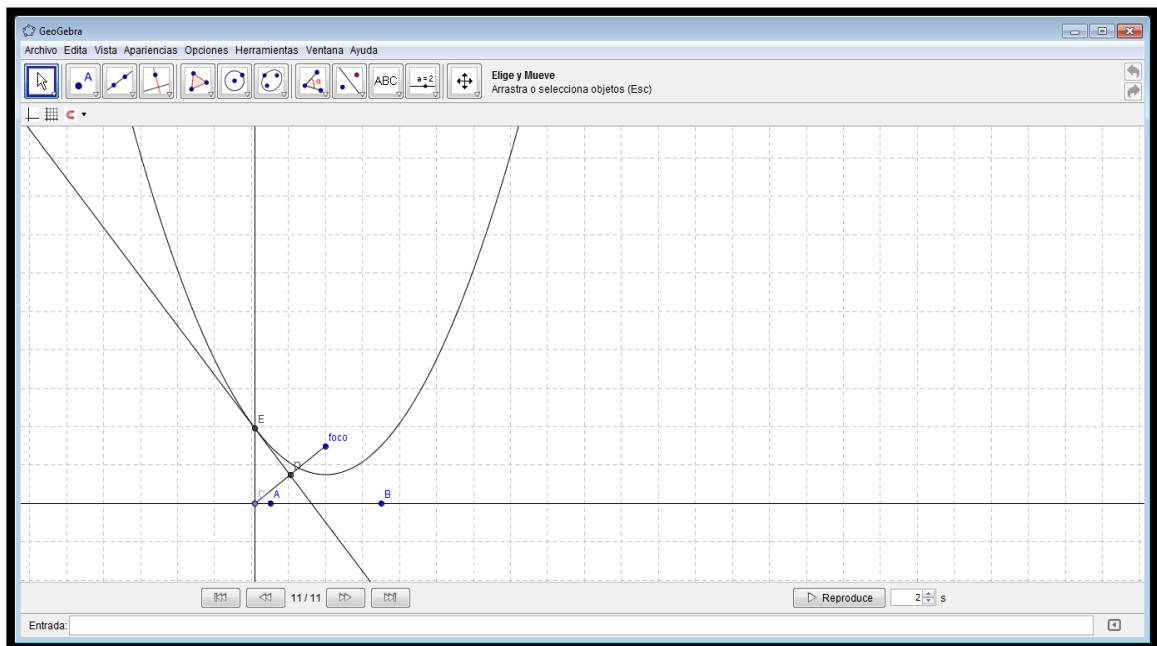 GeoGebra
Archivo Edita Vista Apariencias Opciones Herramientas Ventana Ayuda
A
α
ABC
a = 2
Elige y Mueve
Arrastra o selecciona objetos (Esc)
E
foco
D
C A B
11 / 11
Reproduce 2 s
Entrada: